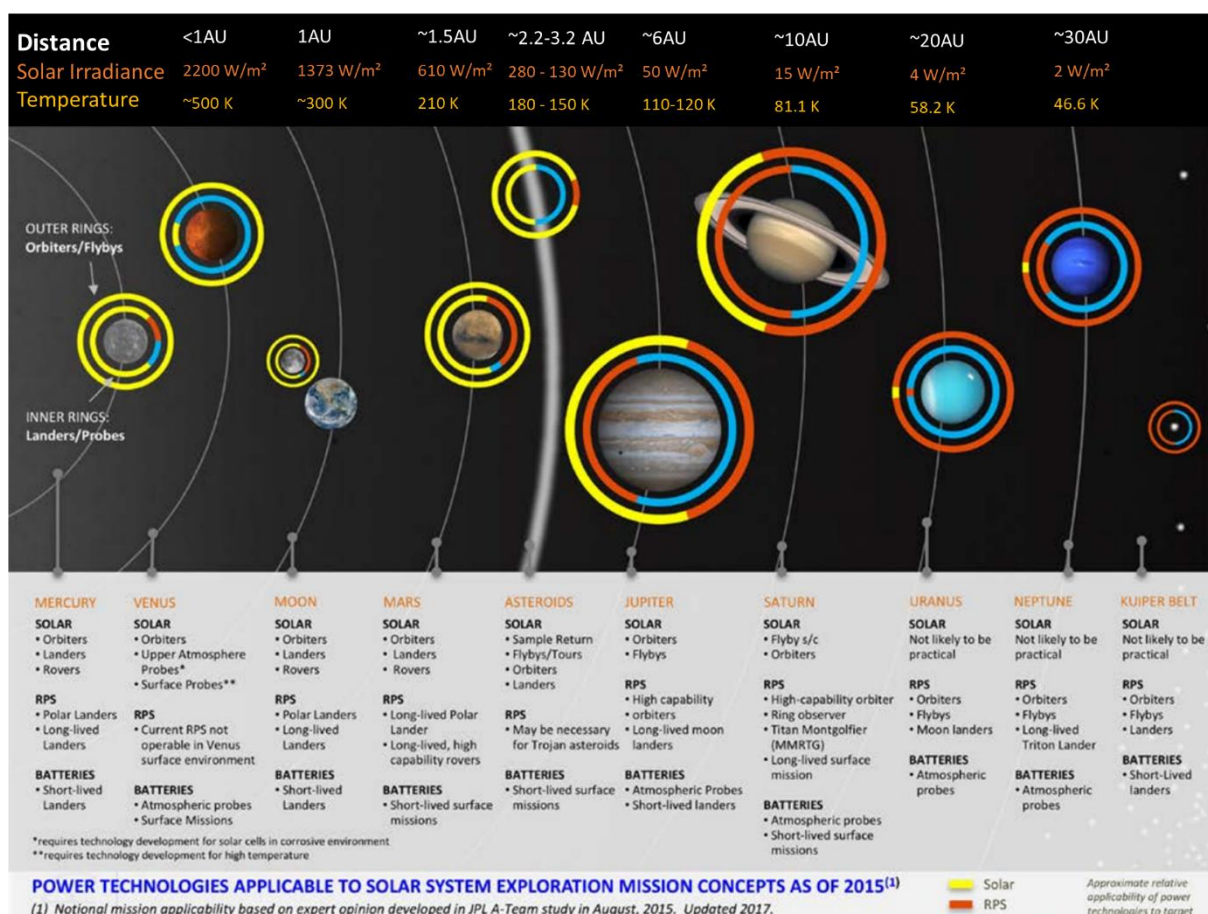 Distance <1AU 1AU ~1.5AU ~2.2-3.2 AU ~6AU ~10AU ~20AU ~30AU
Solar Irradiance 2200 W/m² 1373 W/m² 610 W/m² 280 - 130 W/m² 50 W/m² 15 W/m² 4 W/m² 2 W/m²
Temperature ~500 K ~300 K 210 K 180 - 150 K 110-120 K 81.1 K 58.2 K 46.6 K
OUTER RINGS:
Orbiters/Flybys
INNER RINGS:
Landers/Probes
MERCURY
SOLAR
• Orbiters
• Landers
• Rovers
RPS
• Polar Landers
• Long-lived
Landers
BATTERIES
• Short-lived
Landers
VENUS
SOLAR
• Orbiters
• Upper Atmosphere
Probes*
• Surface Probes**
RPS
• Current RPS not
operable in Venus
surface environment
BATTERIES
• Atmospheric probes
• Surface Missions
MOON
SOLAR
• Orbiters
• Landers
• Rovers
RPS
• Polar Landers
• Long-lived
Landers
BATTERIES
• Short-lived
Landers
MARS
SOLAR
• Orbiters
• Landers
• Rovers
RPS
• Long-lived Polar
Lander
• Long-lived, high
capability rovers
BATTERIES
• Short-lived surface
missions
ASTEROIDS
SOLAR
• Sample Return
• Flybys/Tours
• Orbiters
• Landers
RPS
• May be necessary
for Trojan asteroids
BATTERIES
• Short-lived surface
missions
JUPITER
SOLAR
• Orbiters
• Flybys
RPS
• High capability
• orbiters
• Long-lived moon
landers
BATTERIES
• Atmospheric Probes
• Short-lived landers
SATURN
SOLAR
• Flyby s/c
• Orbiters
RPS
• High-capability orbiter
• Ring observer
• Titan Montgolfier
(MMRTG)
• Long-lived surface
mission
BATTERIES
• Atmospheric probes
• Short-lived surface
missions
URANUS
SOLAR
Not likely to be
practical
RPS
• Orbiters
• Flybys
• Moon landers
BATTERIES
• Atmospheric
probes
NEPTUNE
SOLAR
Not likely to be
practical
RPS
• Orbiters
• Flybys
• Long-lived
Triton Lander
BATTERIES
• Atmospheric
probes
KUIPER BELT
SOLAR
Not likely to be
practical
RPS
• Orbiters
• Flybys
• Landers
BATTERIES
• Short-Lived
landers
*requires technology development for solar cells in corrosive environment
**requires technology development for high temperature
POWER TECHNOLOGIES APPLICABLE TO SOLAR SYSTEM EXPLORATION MISSION CONCEPTS AS OF 2015(1)
(1) Notional mission applicability based on expert opinion developed in JPL A-Team study in August, 2015. Updated 2017.
Solar
RPS
Approximate relative
applicability of power
technologies to target